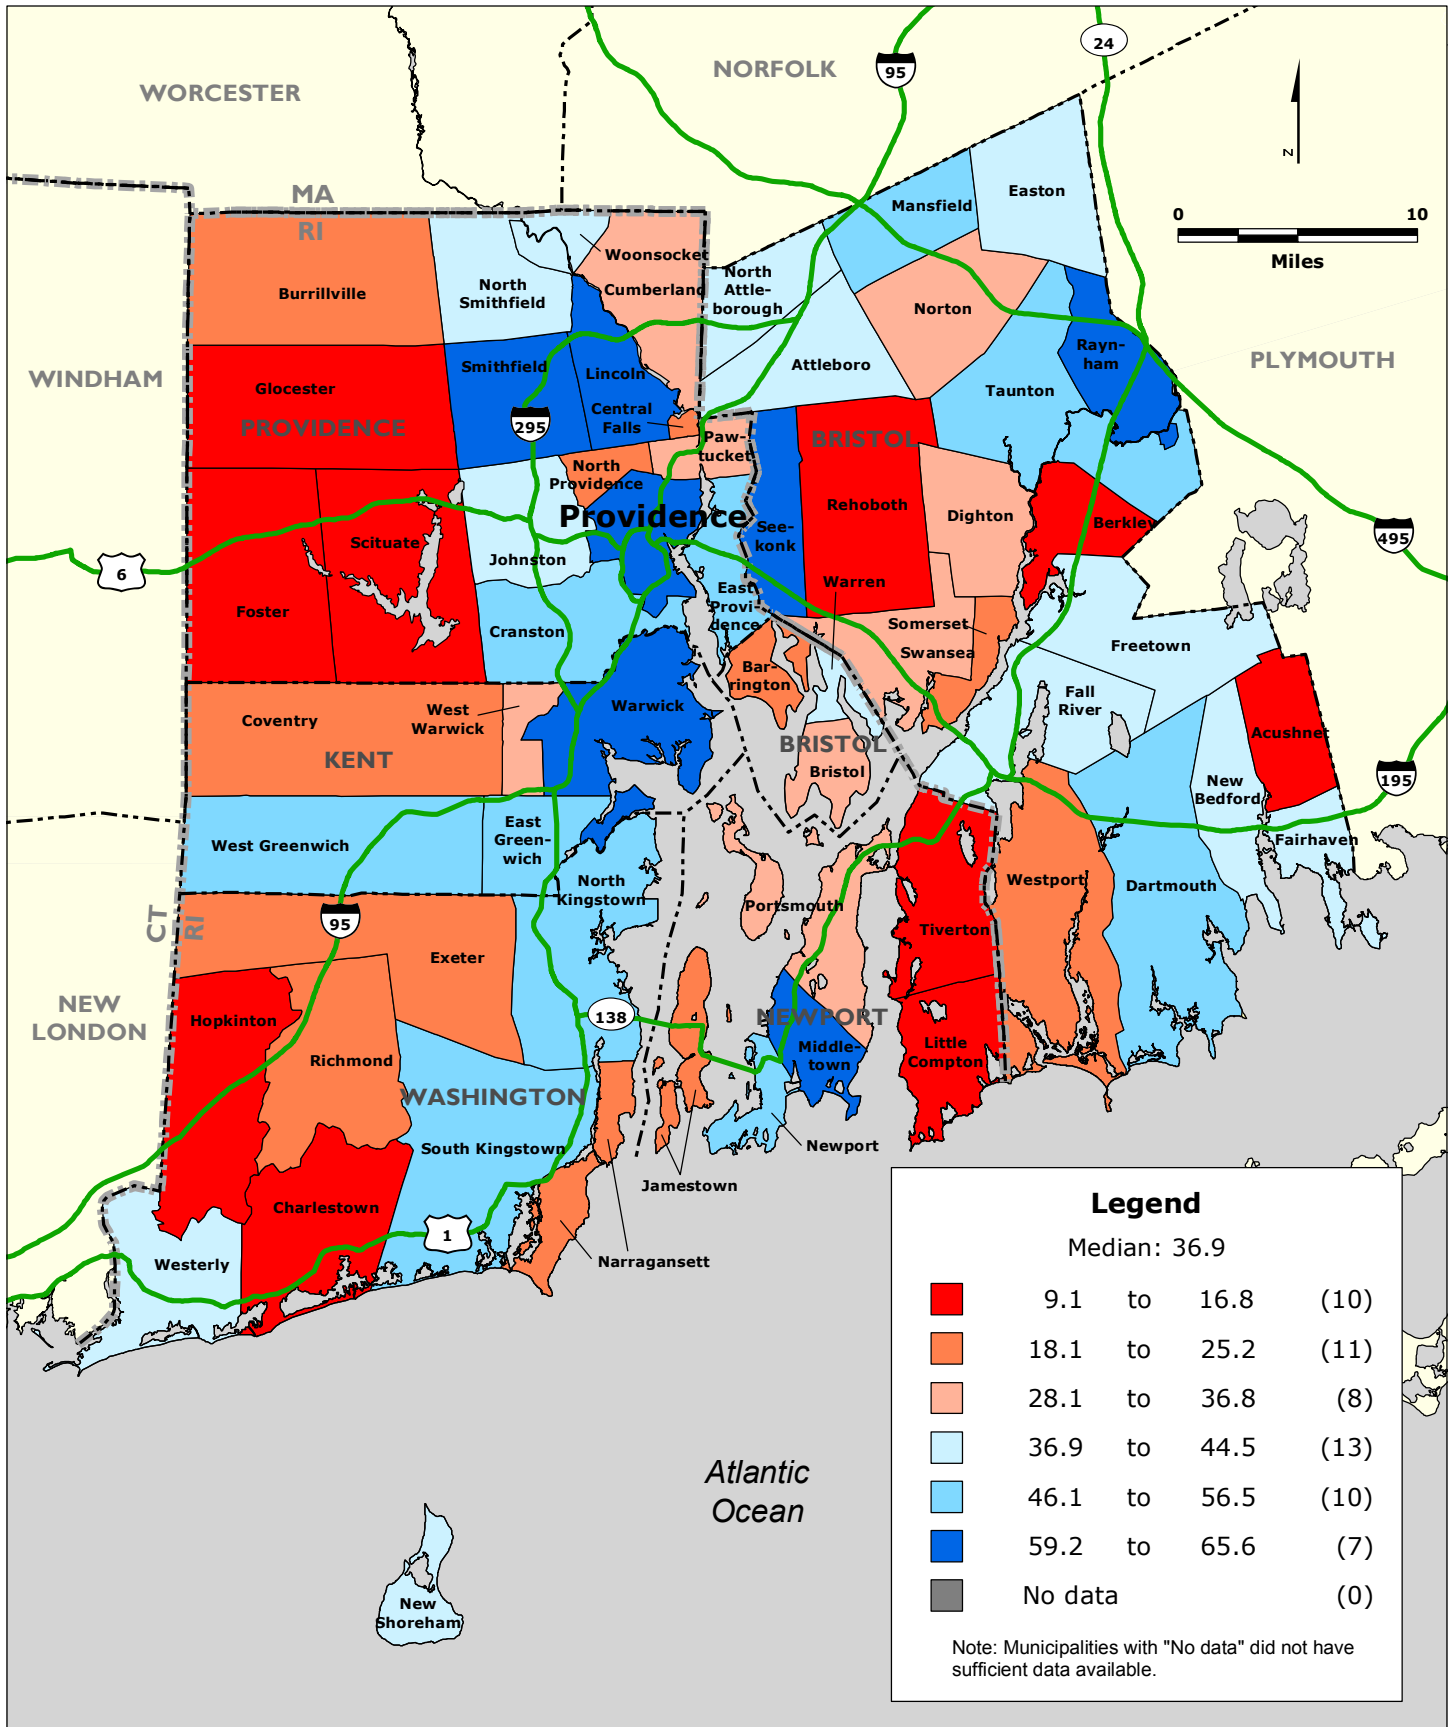 NORFOLK
95
24
WORCESTER
N
MA
RI
Easton
Mansfield
0 10
Miles
Woonsocket
North
Smithfield
Burrillville
Cumberland
North
Attle-
borough
Norton
WINDHAM
Glocester
PROVIDENCE
Smithfield
Lincoln
Central
Falls
295
Attleboro
Taunton
Rayn-
ham
PLYMOUTH
BRISTOL
Paw-
tucket
North
Providence
Providence
Rehoboth
Dighton
Berkley
495
See-
konk
6
Scituate
Johnston
Foster
Cranston
East
Provi-
dence
Warren
Somerset
Swansea
Freetown
Bar-
rington
Fall
River
Coventry
West
Warwick
Warwick
KENT
BRISTOL
Bristol
Acushnet
New
Bedford
195
Fairhaven
West Greenwich
East
Green-
wich
North
Kingstown
Portsmouth
Westport
Dartmouth
CT
RI
95
Exeter
Tiverton
NEW
LONDON
Hopkinton
Richmond
138
NEWPORT
Middle-
town
Little
Compton
WASHINGTON
South Kingstown
Newport
Jamestown
Charlestown
Westerly
1
Narragansett
Legend
Median: 36.9
9.1 to 16.8 (10)
18.1 to 25.2 (11)
28.1 to 36.8 (8)
36.9 to 44.5 (13)
46.1 to 56.5 (10)
59.2 to 65.6 (7)
No data (0)
Note: Municipalities with "No data" did not have
sufficient data available.
Atlantic
Ocean
New
Shoreham